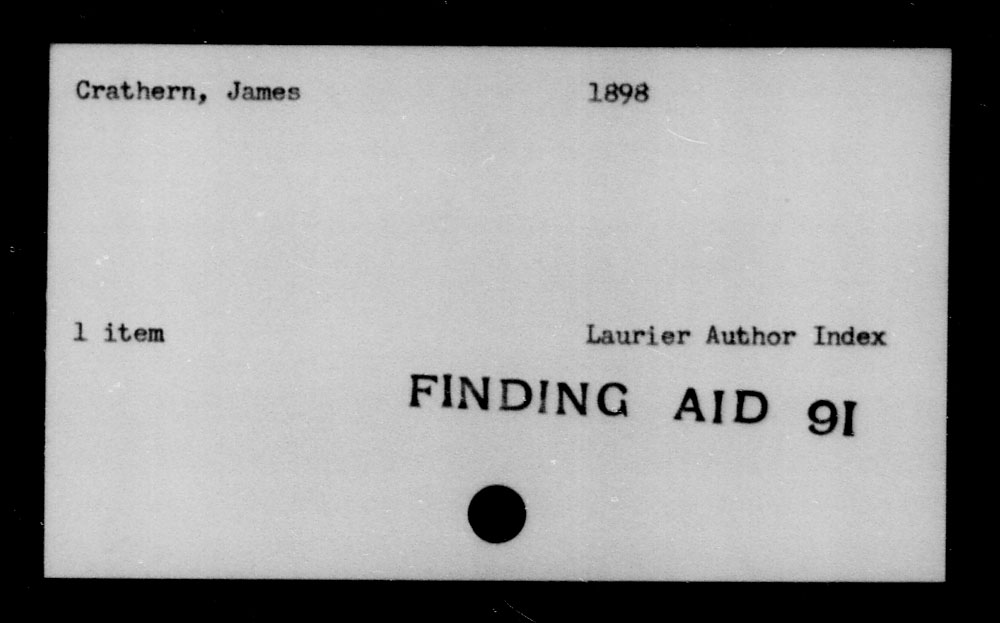 Crathern, James 1898
1 item Laurier Author Index
FINDING AID 91